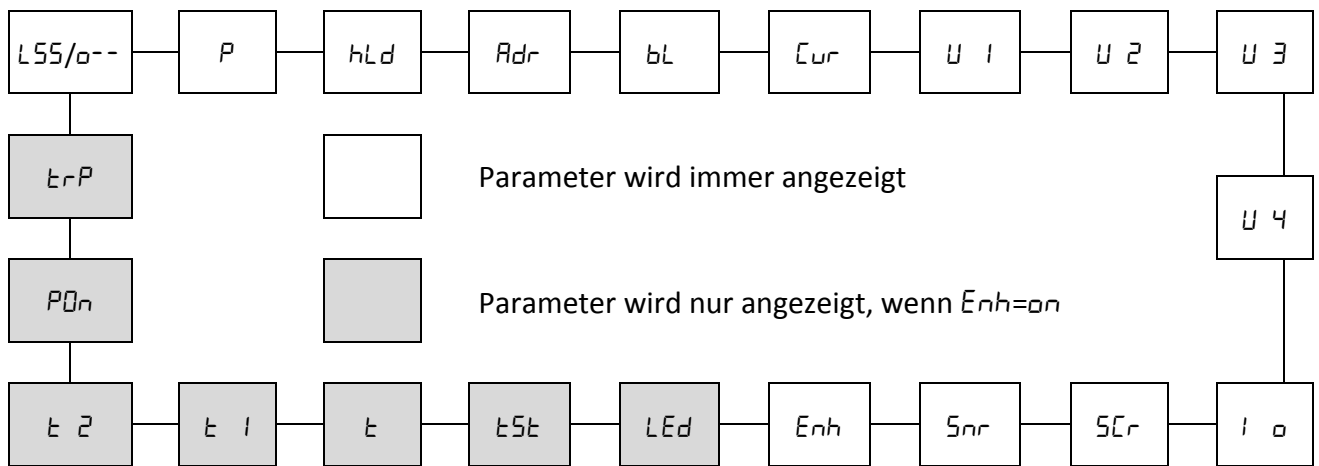 LSS/o-- P hLd Adr bL Cur U 1 U 2 U 3
trP Parameter wird immer angezeigt
U 4
POn Parameter wird nur angezeigt, wenn Enh=on
t 2 t 1 t tSt LEd Enh Snr SCr I o